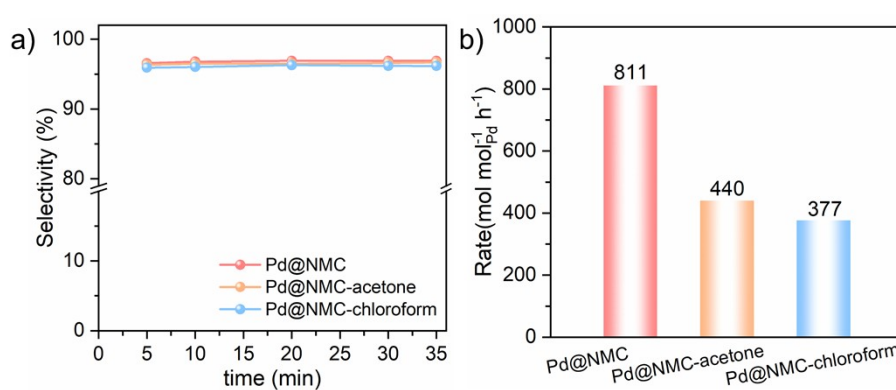 a)
Selectivity (%)
100
90
80
10
0
Pd@NMC
Pd@NMC-acetone
Pd@NMC-chloroform
0 5 10 15 20 25 30 35
time (min)
b)
Rate(mol mol⁻¹Pd h⁻¹)
1000
800
600
400
200
0
811
440
377
Pd@NMC
Pd@NMC-acetone
Pd@NMC-chloroform